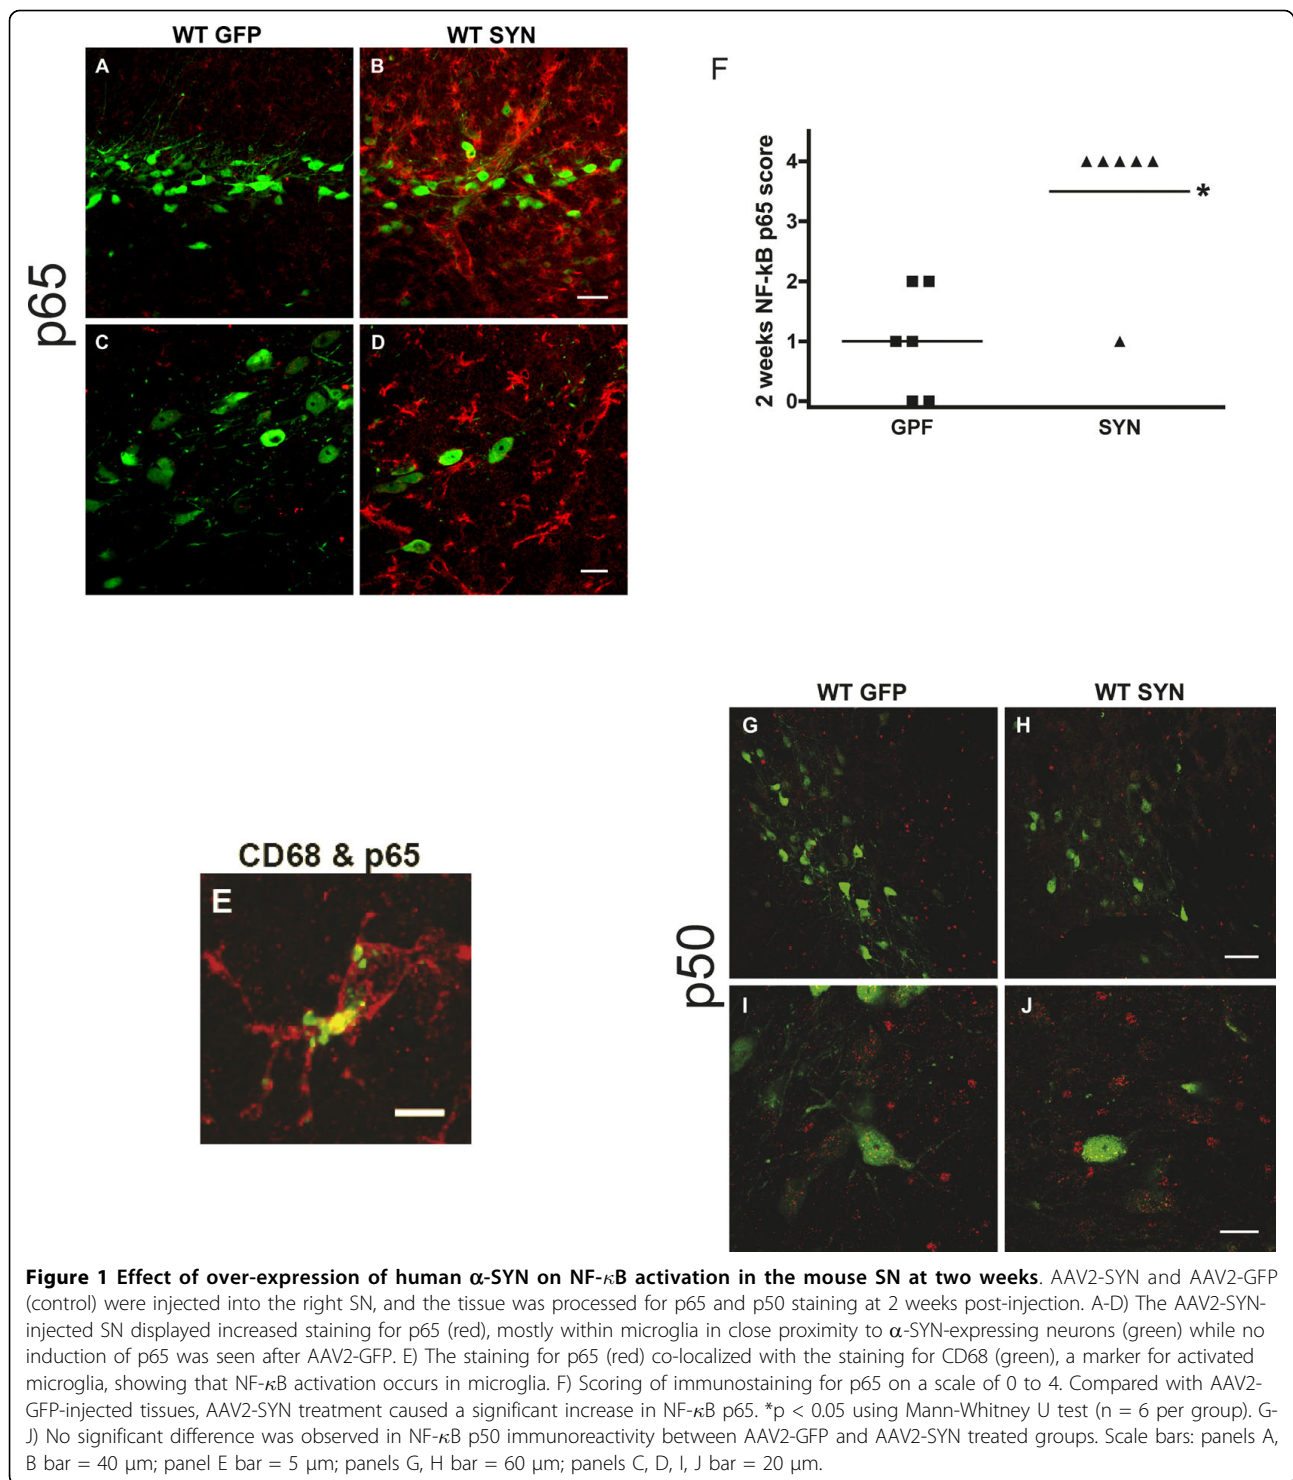 WT GFP WT SYN
A B
C D
p65
F
2 weeks NF-kB p65 score
4
3
2
1
0
*
GPF SYN
CD68 & p65
E
WT GFP WT SYN
G H
I J
p50
Figure 1 Effect of over-expression of human α-SYN on NF-κB activation in the mouse SN at two weeks. AAV2-SYN and AAV2-GFP
(control) were injected into the right SN, and the tissue was processed for p65 and p50 staining at 2 weeks post-injection. A-D) The AAV2-SYN-
injected SN displayed increased staining for p65 (red), mostly within microglia in close proximity to α-SYN-expressing neurons (green) while no
induction of p65 was seen after AAV2-GFP. E) The staining for p65 (red) co-localized with the staining for CD68 (green), a marker for activated
microglia, showing that NF-κB activation occurs in microglia. F) Scoring of immunostaining for p65 on a scale of 0 to 4. Compared with AAV2-
GFP-injected tissues, AAV2-SYN treatment caused a significant increase in NF-κB p65. *p < 0.05 using Mann-Whitney U test (n = 6 per group). G-
J) No significant difference was observed in NF-κB p50 immunoreactivity between AAV2-GFP and AAV2-SYN treated groups. Scale bars: panels A,
B bar = 40 μm; panel E bar = 5 μm; panels G, H bar = 60 μm; panels C, D, I, J bar = 20 μm.